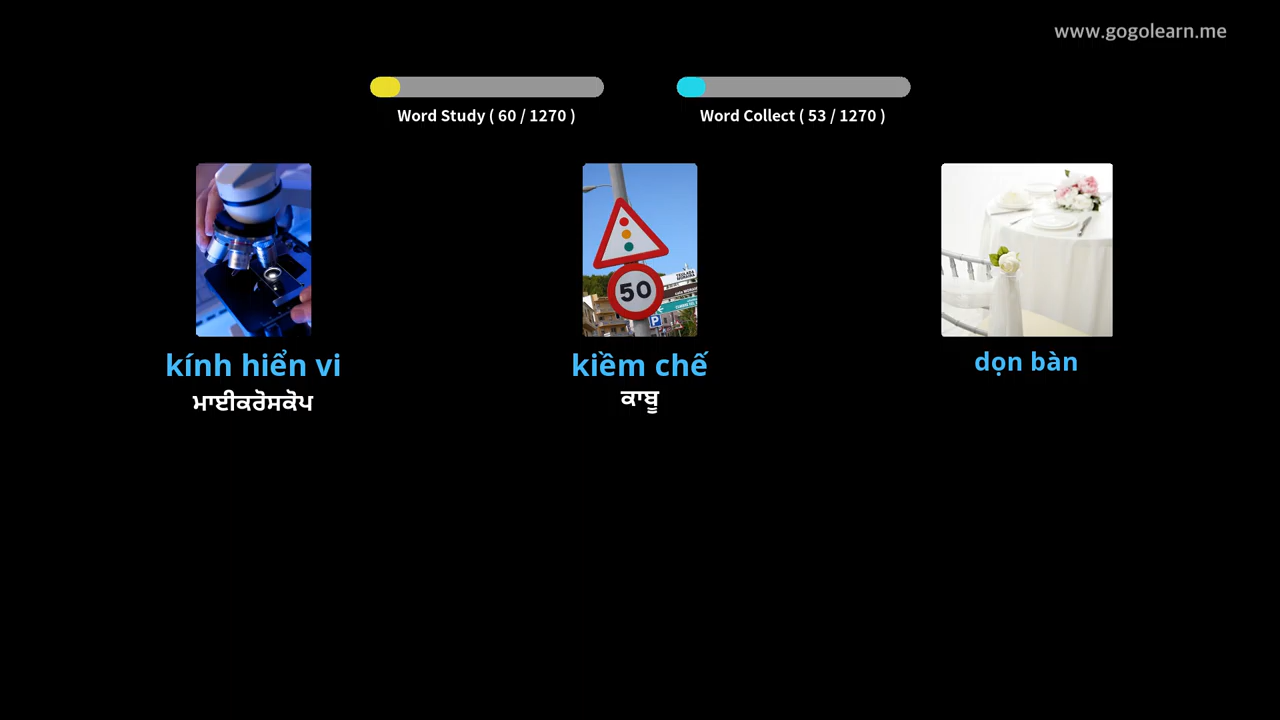 www.gogolearn.me
Word Study ( 60 / 1270 )
Word Collect ( 53 / 1270 )
50
P
kính hiển vi
kiềm chế
dọn bàn
ਮਾਈਕਰੋਸਕੋਪ
ਕਾਬੂ